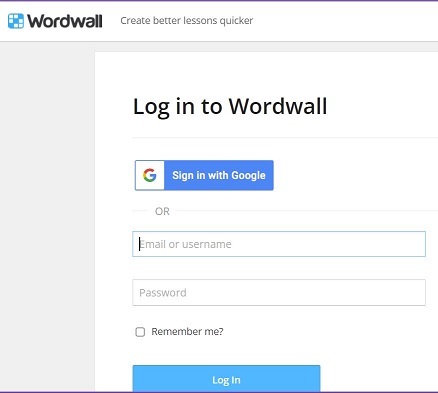 Wordwall Create better lessons quicker
Log in to Wordwall
Sign in with Google
OR
Email or username
Password
Remember me?
Log In